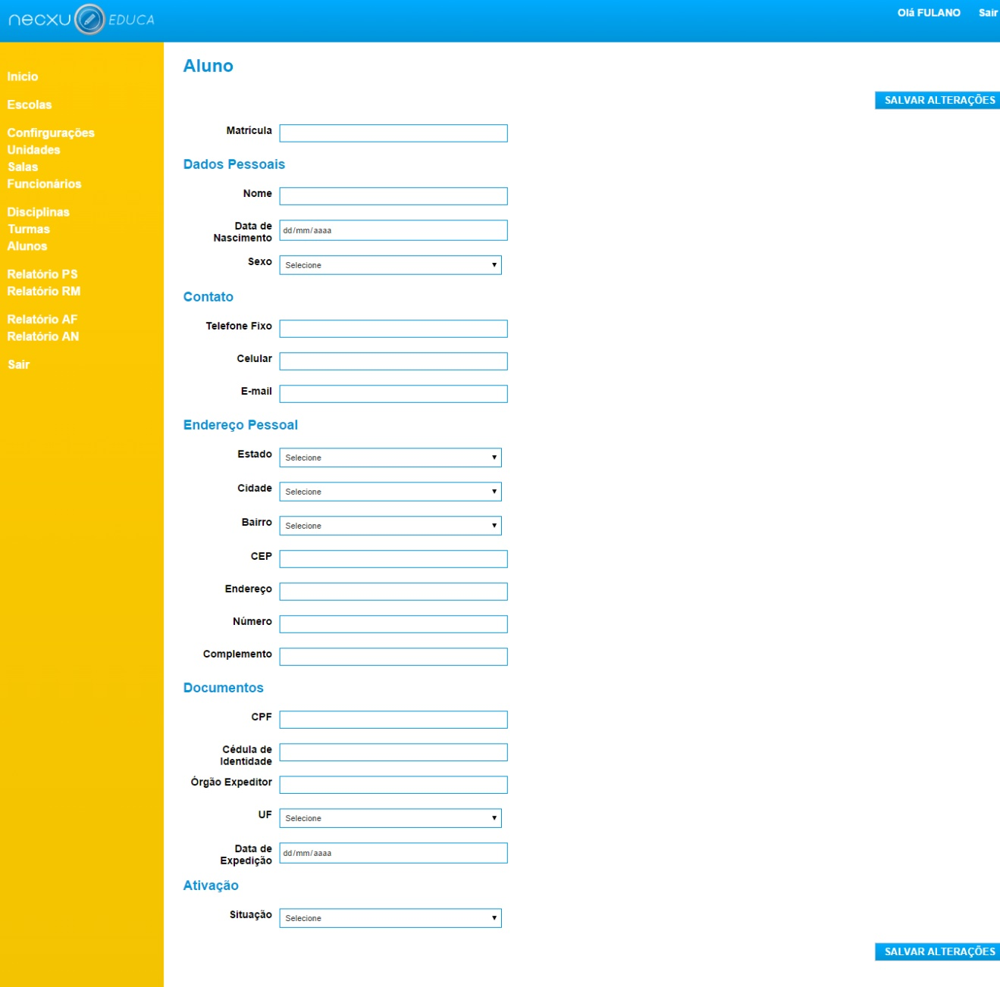 necxu EDUCA
Olá FULANO Sair
Início
Escolas
Confirgurações
Unidades
Salas
Funcionários
Disciplinas
Turmas
Alunos
Relatório PS
Relatório RM
Relatório AF
Relatório AN
Sair
Aluno
SALVAR ALTERAÇÕES
Matrícula
Dados Pessoais
Nome
Data de
Nascimento
dd/mm/aaaa
Sexo Selecione
Contato
Telefone Fixo
Celular
E-mail
Endereço Pessoal
Estado Selecione
Cidade Selecione
Bairro Selecione
CEP
Endereço
Número
Complemento
Documentos
CPF
Cédula de
Identidade
Órgão Expeditor
UF Selecione
Data de
Expedição
dd/mm/aaaa
Ativação
Situação Selecione
SALVAR ALTERAÇÕES